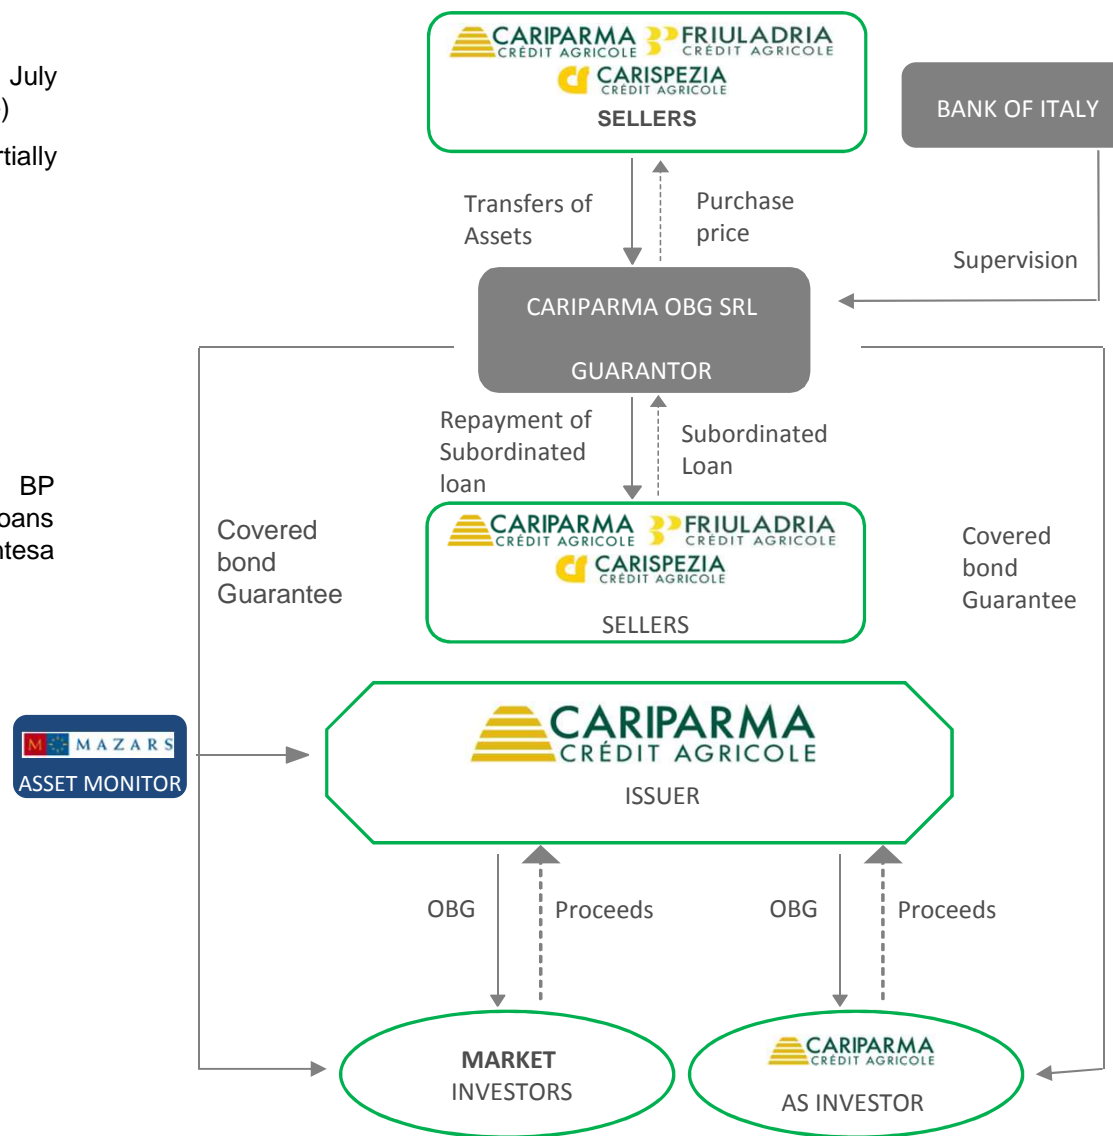 July
)
rtially
BP
oans
ntesa
CARIPARMA
CRÉDIT AGRICOLE
FRIULADRIA
CRÉDIT AGRICOLE
CARISPEZIA
CRÉDIT AGRICOLE
SELLERS
BANK OF ITALY
Transfers of
Assets
Purchase
price
Supervision
CARIPARMA OBG SRL
GUARANTOR
Repayment of
Subordinated
loan
Subordinated
Loan
CARIPARMA
CRÉDIT AGRICOLE
FRIULADRIA
CRÉDIT AGRICOLE
CARISPEZIA
CRÉDIT AGRICOLE
SELLERS
Covered
bond
Guarantee
Covered
bond
Guarantee
M MAZARS
ASSET MONITOR
CARIPARMA
CRÉDIT AGRICOLE
ISSUER
OBG
Proceeds
OBG
Proceeds
MARKET
INVESTORS
CARIPARMA
CRÉDIT AGRICOLE
AS INVESTOR